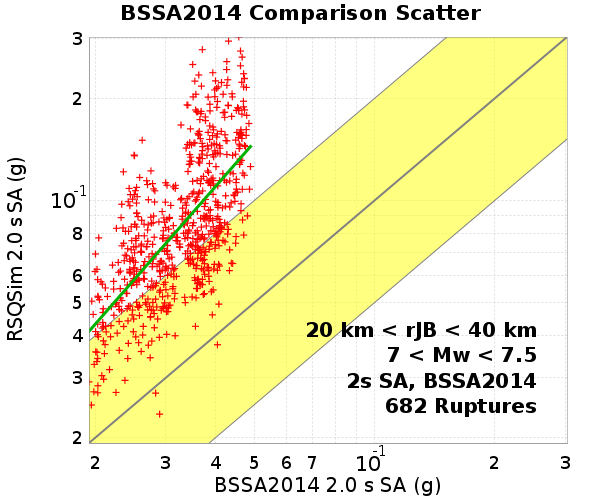 BSSA2014 Comparison Scatter
RSQSim 2.0 s SA (g)
3
2
10^-1
8
6
5
4
3
2
20 km < rJB < 40 km
7 < Mw < 7.5
2s SA, BSSA2014
682 Ruptures
2 3 4 5 6 7 10^-1 2 3
BSSA2014 2.0 s SA (g)